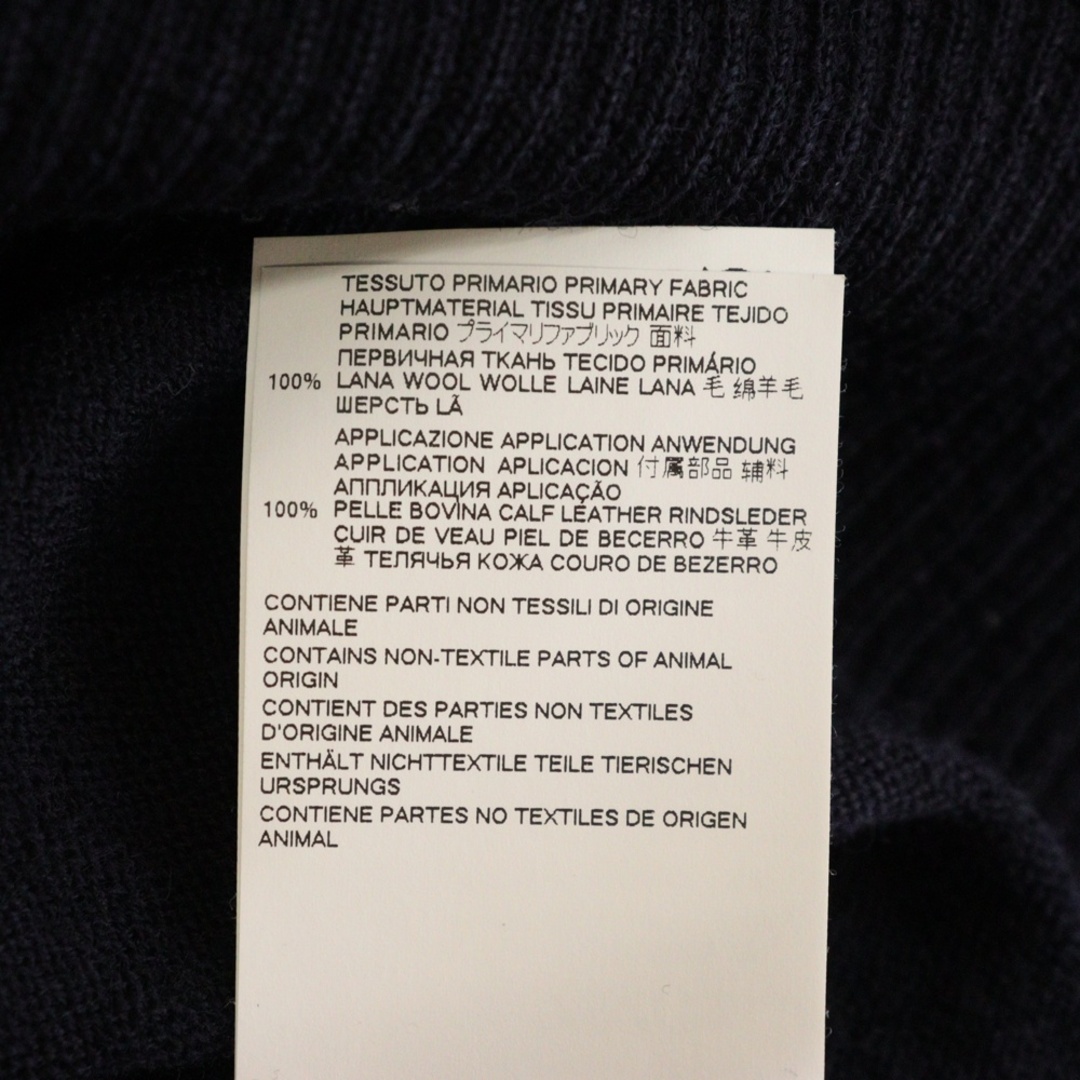 TESSUTO PRIMARIO PRIMARY FABRIC
HAUPTMATERIAL TISSU PRIMAIRE TEJIDO
PRIMARIO プライマリファブリック 面料
ПЕРВИЧНАЯ ТКАНЬ TECIDO PRIMÁRIO
100% LANA WOOL WOLLE LAINE LANA 毛 绵羊毛
ШЕРСТЬ LÃ
APPLICAZIONE APPLICATION ANWENDUNG
APPLICATION APLICACION 付属部品 辅料
АППЛИКАЦИЯ APLICAÇÃO
100% PELLE BOVINA CALF LEATHER RINDSLEDER
CUIR DE VEAU PIEL DE BECERRO 牛革 牛皮
革 ТЕЛЯЧЬЯ КОЖА COURO DE BEZERRO
CONTIENE PARTI NON TESSILI DI ORIGINE
ANIMALE
CONTAINS NON-TEXTILE PARTS OF ANIMAL
ORIGIN
CONTIENT DES PARTIES NON TEXTILES
D'ORIGINE ANIMALE
ENTHÄLT NICHTTEXTILE TEILE TIERISCHEN
URSPRUNGS
CONTIENE PARTES NO TEXTILES DE ORIGEN
ANIMAL